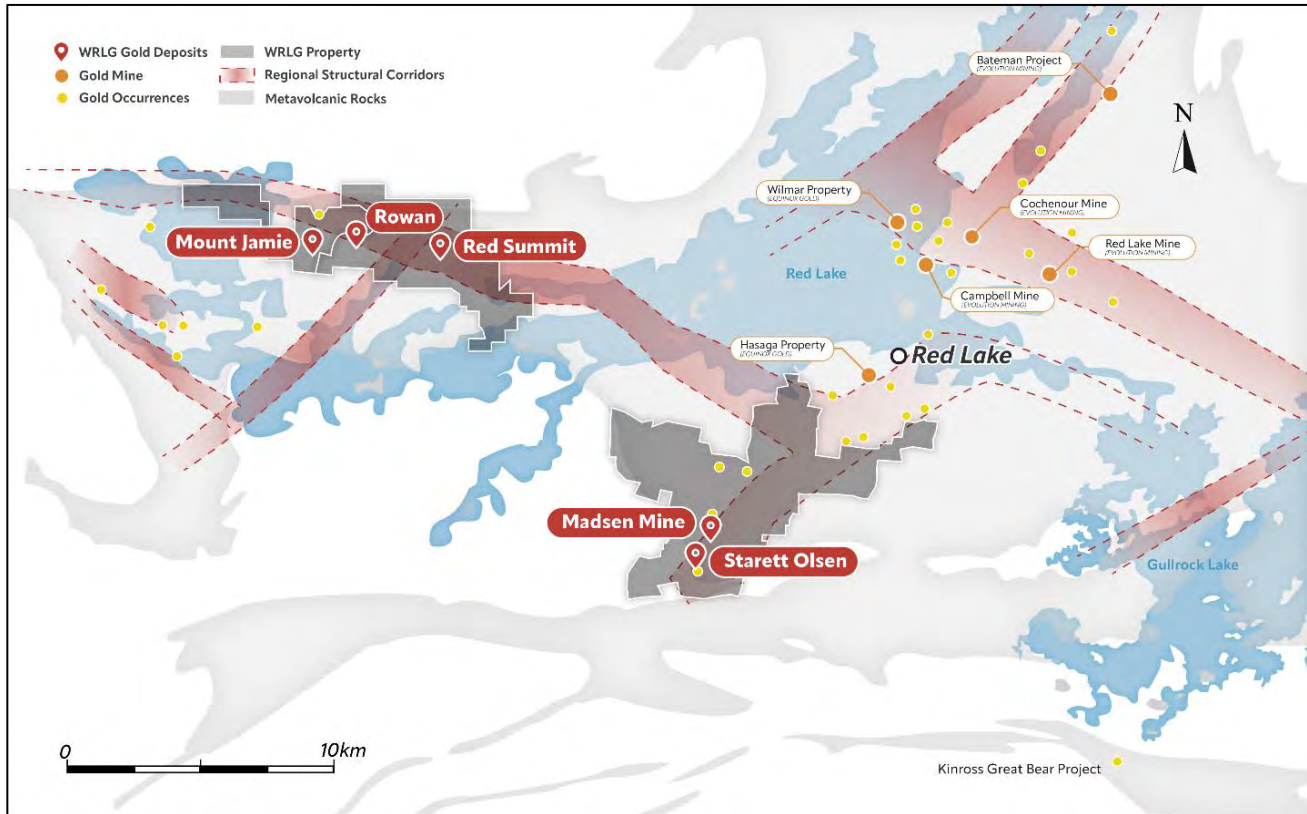 WRLG Gold Deposits
Gold Mine
Gold Occurrences
WRLG Property
Regional Structural Corridors
Metavolcanic Rocks
Bateman Project
(EVOLUTION MINING)
N
Wilmar Property
(EQUINOX GOLD)
Cochenour Mine
(EVOLUTION MINING)
Rowan
Mount Jamie
Red Summit
Red Lake Mine
(EVOLUTION MINING)
Red Lake
Campbell Mine
(EVOLUTION MINING)
Hasaga Property
(EQUINOX GOLD)
Red Lake
Madsen Mine
Starett Olsen
Gullrock Lake
0
10km
Kinross Great Bear Project